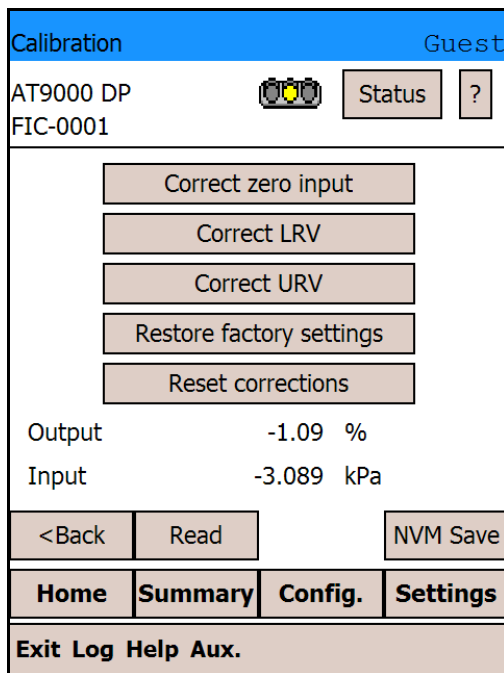 Calibration Guest
AT9000 DP Status ?
FIC-0001
Correct zero input
Correct LRV
Correct URV
Restore factory settings
Reset corrections
Output -1.09 %
Input -3.089 kPa
<Back Read NVM Save
Home Summary Config. Settings
Exit Log Help Aux.